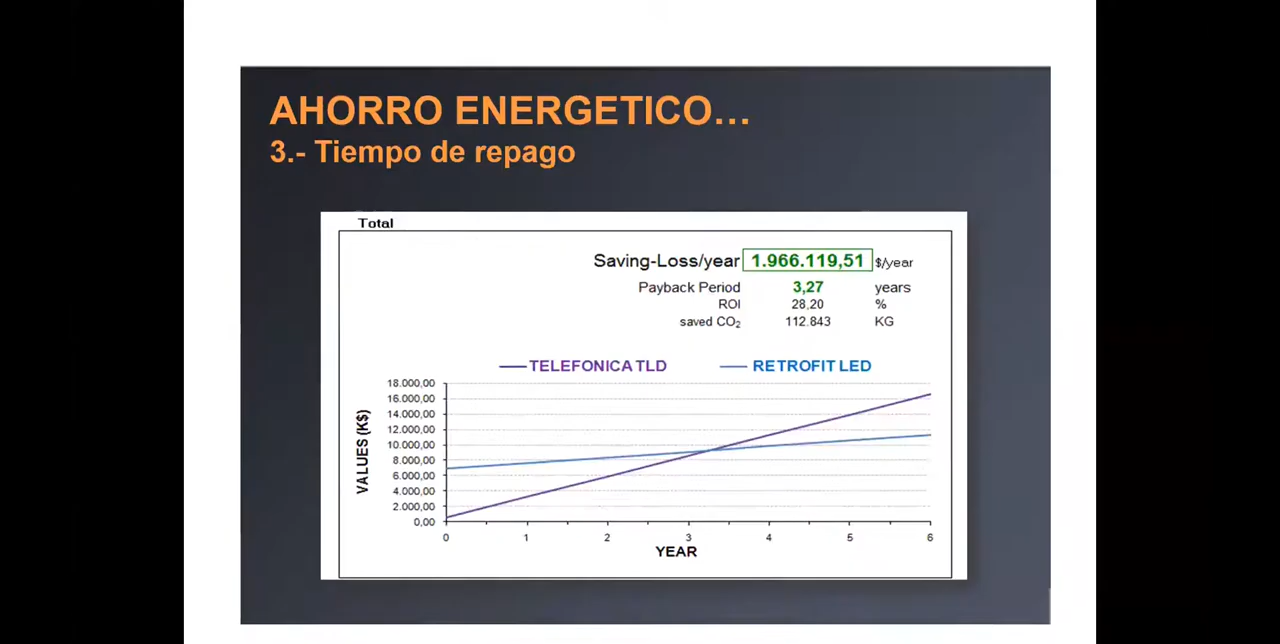 AHORRO ENERGETICO…
3.- Tiempo de repago
Total
Saving-Loss/year 1.966.119,51 $/year
Payback Period 3,27 years
ROI 28,20 %
saved CO₂ 112.843 KG
TELEFONICA TLD RETROFIT LED
VALUES (K$)
18.000,00
16.000,00
14.000,00
12.000,00
10.000,00
8.000,00
6.000,00
4.000,00
2.000,00
0,00
0 1 2 3 4 5 6
YEAR